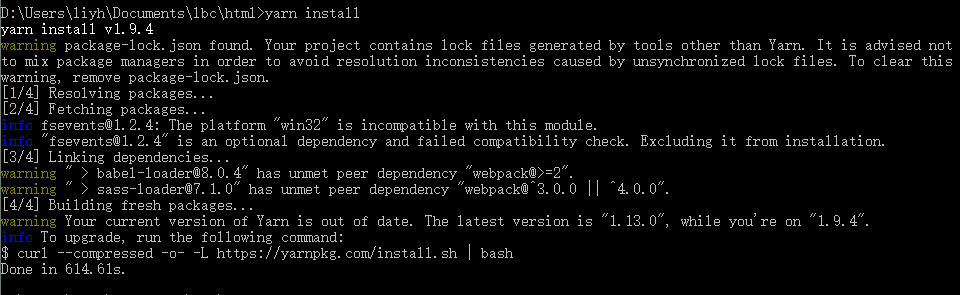 D:\Users\liyh\Documents\lbc\html>yarn install
yarn install v1.9.4
warning package-lock.json found. Your project contains lock files generated by tools other than Yarn. It is advised not
to mix package managers in order to avoid resolution inconsistencies caused by unsynchronized lock files. To clear this
warning, remove package-lock.json.
[1/4] Resolving packages...
[2/4] Fetching packages...
info fsevents@1.2.4: The platform "win32" is incompatible with this module.
info "fsevents@1.2.4" is an optional dependency and failed compatibility check. Excluding it from installation.
[3/4] Linking dependencies...
warning " > babel-loader@8.0.4" has unmet peer dependency "webpack@>=2".
warning " > sass-loader@7.1.0" has unmet peer dependency "webpack@^3.0.0 || ^4.0.0".
[4/4] Building fresh packages...
warning Your current version of Yarn is out of date. The latest version is "1.13.0", while you're on "1.9.4".
info To upgrade, run the following command:
$ curl --compressed -o- -L https://yarnpkg.com/install.sh | bash
Done in 614.61s.